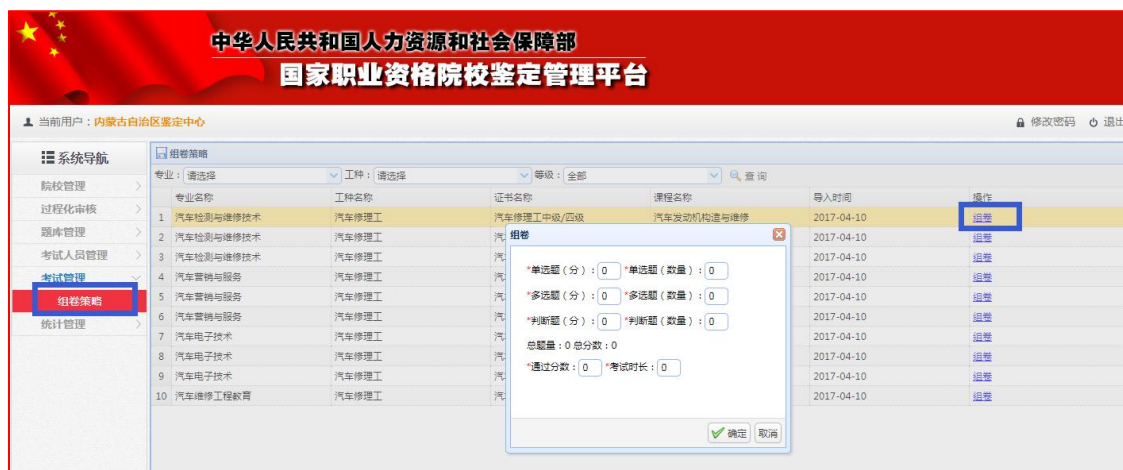 中华人民共和国人力资源和社会保障部
国家职业资格院校鉴定管理平台
当前用户：内蒙古自治区鉴定中心
修改密码 退出
系统导航
院校管理
过程化审核
题库管理
考试人员管理
考试管理
组卷策略
统计管理
组卷策略
专业：请选择 工种：请选择 等级：全部 查询
专业名称 工种名称 证书名称 课程名称 导入时间 操作
1 汽车检测与维修技术 汽车修理工 汽车修理工中级/四级 汽车发动机构造与维修 2017-04-10 组卷
2 汽车检测与维修技术 汽车修理工 汽 2017-04-10 组卷
3 汽车检测与维修技术 汽车修理工 汽 2017-04-10 组卷
4 汽车营销与服务 汽车修理工 汽 2017-04-10 组卷
5 汽车营销与服务 汽车修理工 汽 2017-04-10 组卷
6 汽车营销与服务 汽车修理工 汽 2017-04-10 组卷
7 汽车电子技术 汽车修理工 汽 2017-04-10 组卷
8 汽车电子技术 汽车修理工 汽 2017-04-10 组卷
9 汽车电子技术 汽车修理工 汽 2017-04-10 组卷
10 汽车维修工程教育 汽车修理工 汽 2017-04-10 组卷
组卷
*单选题（分）：0 *单选题（数量）：0
*多选题（分）：0 *多选题（数量）：0
*判断题（分）：0 *判断题（数量）：0
总题量：0 总分数：0
*通过分数：0 *考试时长：0
确定 取消